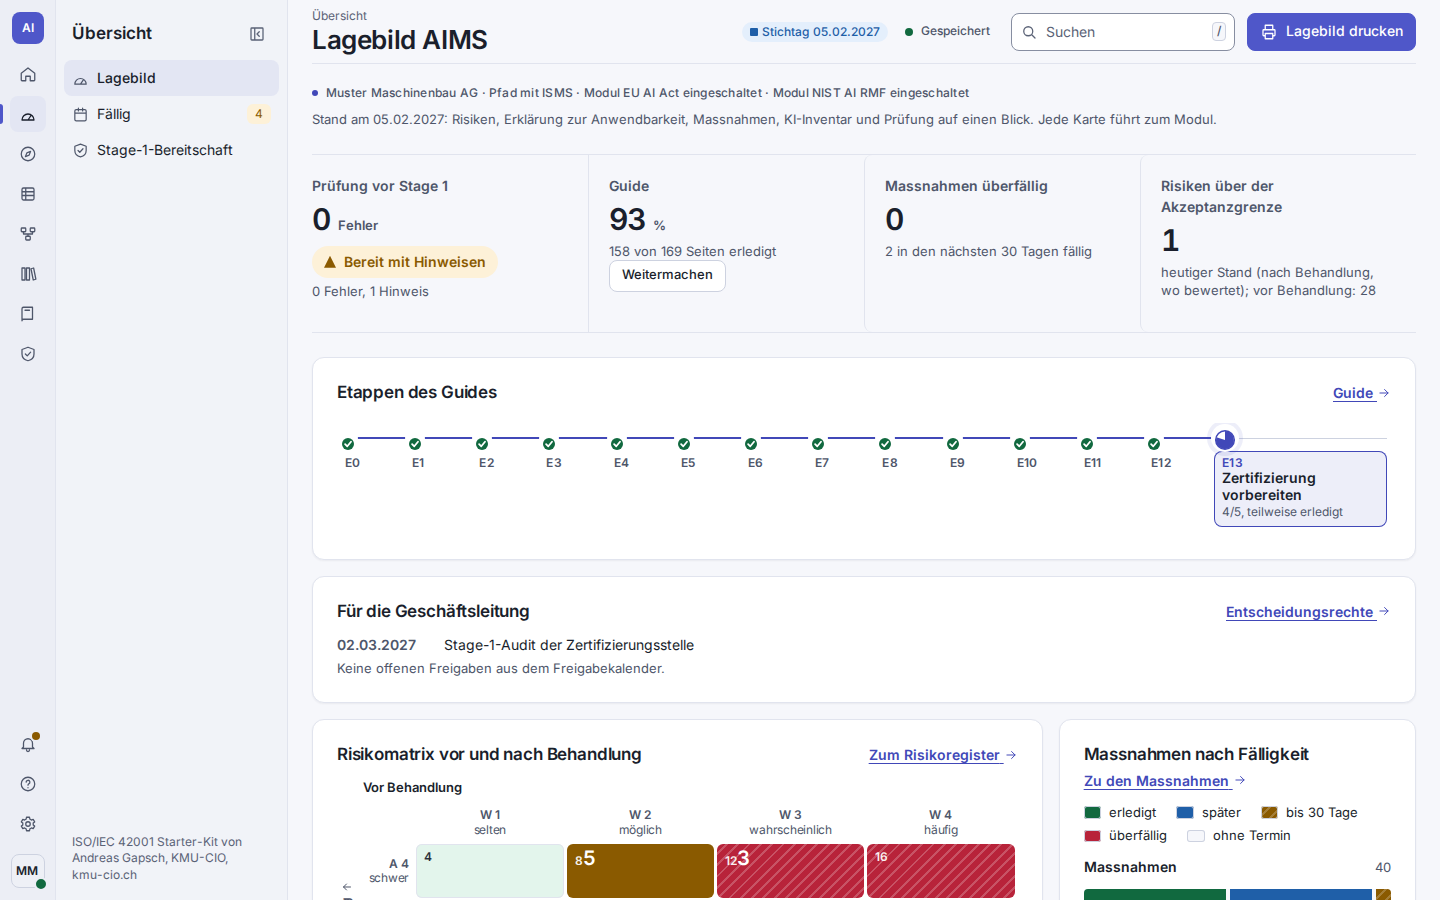 AI
Übersicht
Lagebild
Fällig
4
Stage-1-Bereitschaft
ISO/IEC 42001 Starter-Kit von
Andreas Gapsch, KMU-CIO,
kmu-cio.ch
MM
Übersicht
Lagebild AIMS
Stichtag 05.02.2027
Gespeichert
Suchen
/
Lagebild drucken
Muster Maschinenbau AG · Pfad mit ISMS · Modul EU AI Act eingeschaltet · Modul NIST AI RMF eingeschaltet
Stand am 05.02.2027: Risiken, Erklärung zur Anwendbarkeit, Massnahmen, KI-Inventar und Prüfung auf einen Blick. Jede Karte führt zum Modul.
Prüfung vor Stage 1
0 Fehler
Bereit mit Hinweisen
0 Fehler, 1 Hinweis
Guide
93 %
158 von 169 Seiten erledigt
Weitermachen
Massnahmen überfällig
0
2 in den nächsten 30 Tagen fällig
Risiken über der
Akzeptanzgrenze
1
heutiger Stand (nach Behandlung,
wo bewertet); vor Behandlung: 28
Etappen des Guides
Guide →
E0 E1 E2 E3 E4 E5 E6 E7 E8 E9 E10 E11 E12
E13
Zertifizierung
vorbereiten
4/5, teilweise erledigt
Für die Geschäftsleitung
Entscheidungsrechte →
02.03.2027 Stage-1-Audit der Zertifizierungsstelle
Keine offenen Freigaben aus dem Freigabekalender.
Risikomatrix vor und nach Behandlung
Zum Risikoregister →
Vor Behandlung
W 1 W 2 W 3 W 4
selten möglich wahrscheinlich häufig
A 4
schwer
4
8 5
12 3
16
←
Massnahmen nach Fälligkeit
Zu den Massnahmen →
erledigt später bis 30 Tage
überfällig ohne Termin
Massnahmen 40